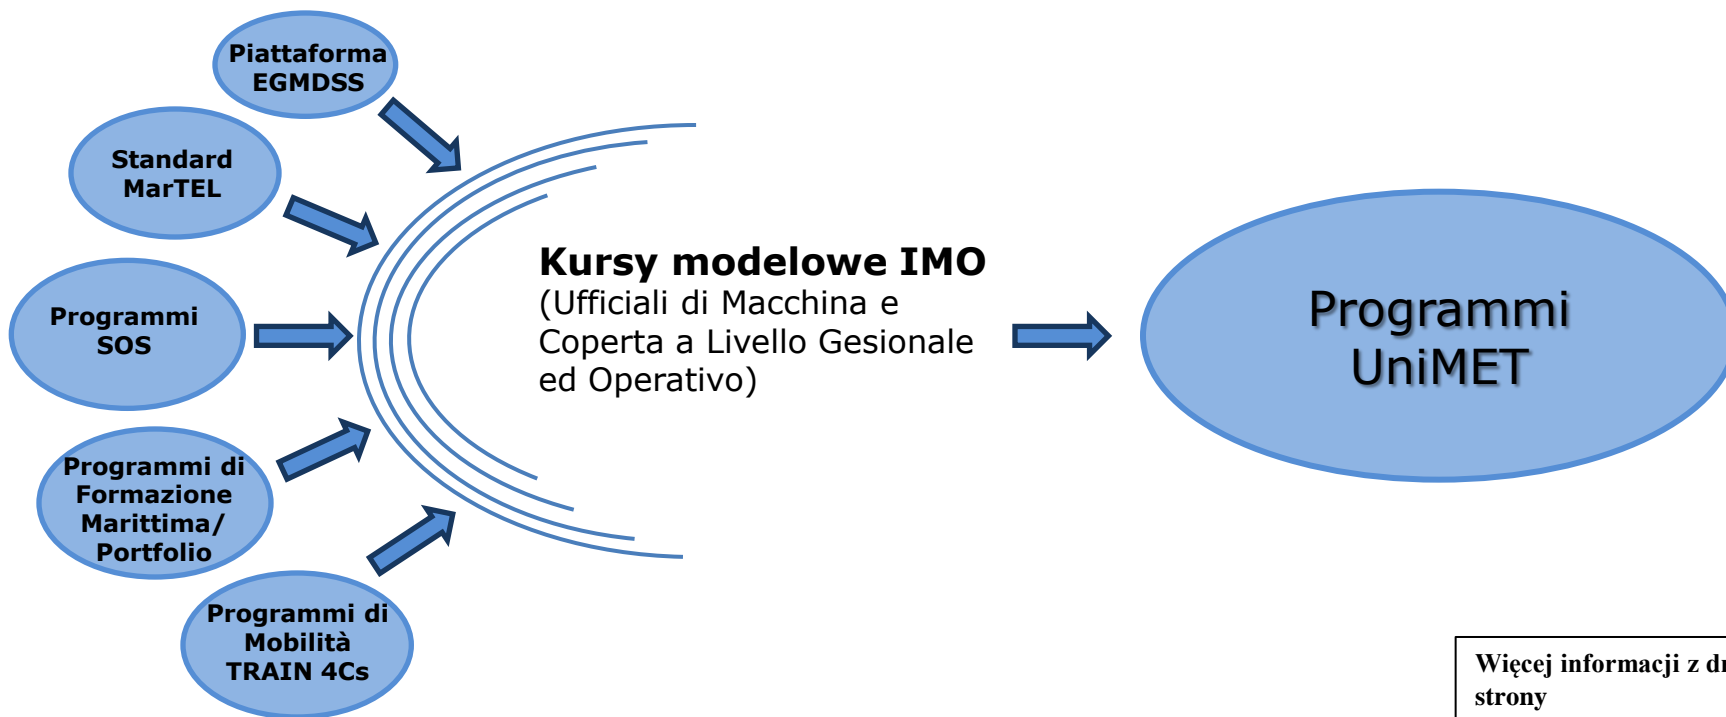 Piattaforma
EGMDSS
Standard
MarTEL
Programmi
SOS
Programmi di
Formazione
Marittima/
Portfolio
Programmi di
Mobilità
TRAIN 4Cs
Kursy modelowe IMO
(Ufficiali di Macchina e
Coperta a Livello Gesionale
ed Operativo)
Programmi
UniMET
Więcej informacji z
strony